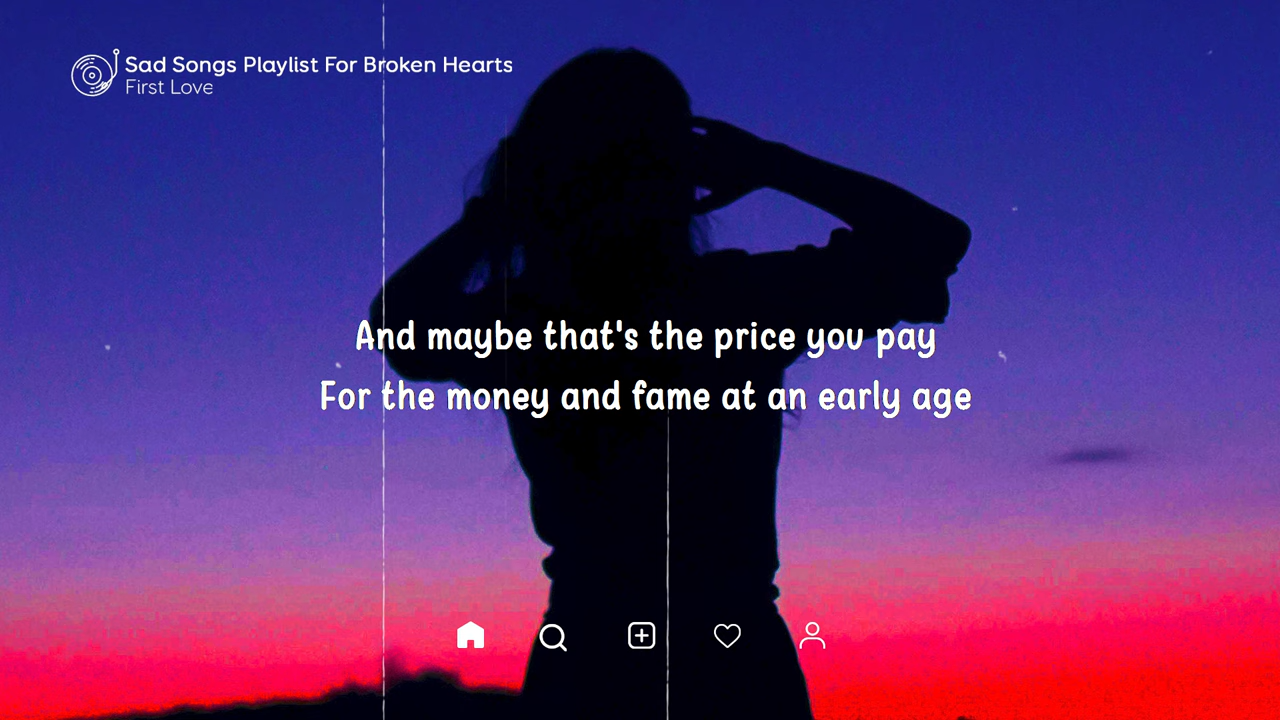 Sad Songs Playlist For Broken Hearts
First Love
And maybe that's the price you pay
For the money and fame at an early age